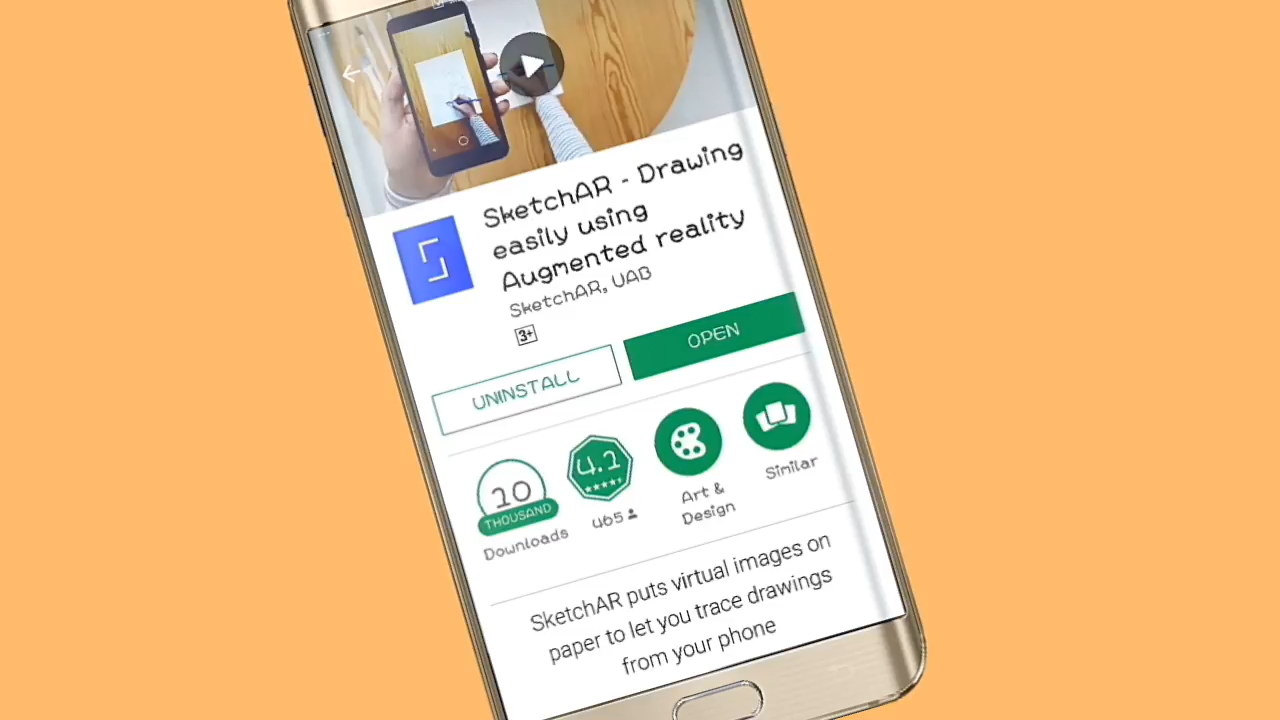 SketchAR - Drawing
easily using
Augmented reality
SketchAR, UAB
3+
UNINSTALL
OPEN
10
THOUSAND
Downloads
4.1
465
Art &
Design
Similar
SketchAR puts virtual images on
paper to let you trace drawings
from your phone